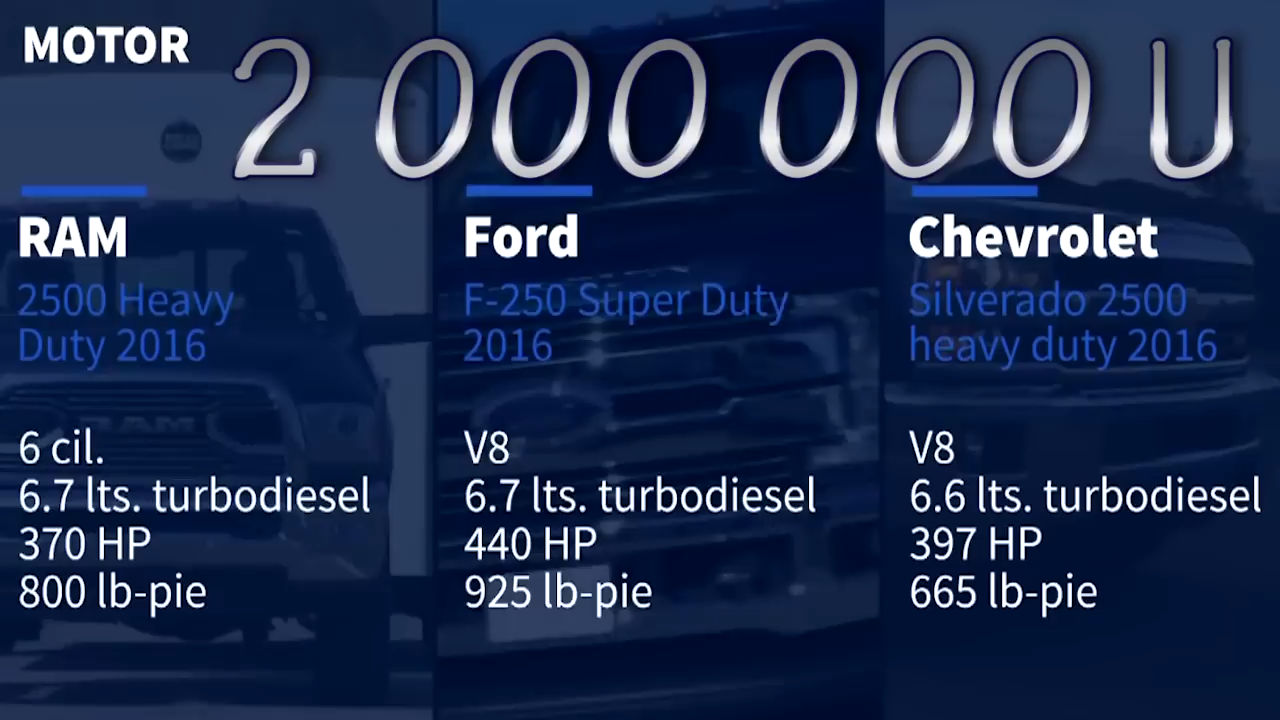 MOTOR
2 000 000 U
RAM
2500 Heavy
Duty 2016
6 cil.
6.7 lts. turbodiesel
370 HP
800 lb-pie
Ford
F-250 Super Duty
2016
V8
6.7 lts. turbodiesel
440 HP
925 lb-pie
Chevrolet
Silverado 2500
heavy duty 2016
V8
6.6 lts. turbodiesel
397 HP
665 lb-pie
RAM